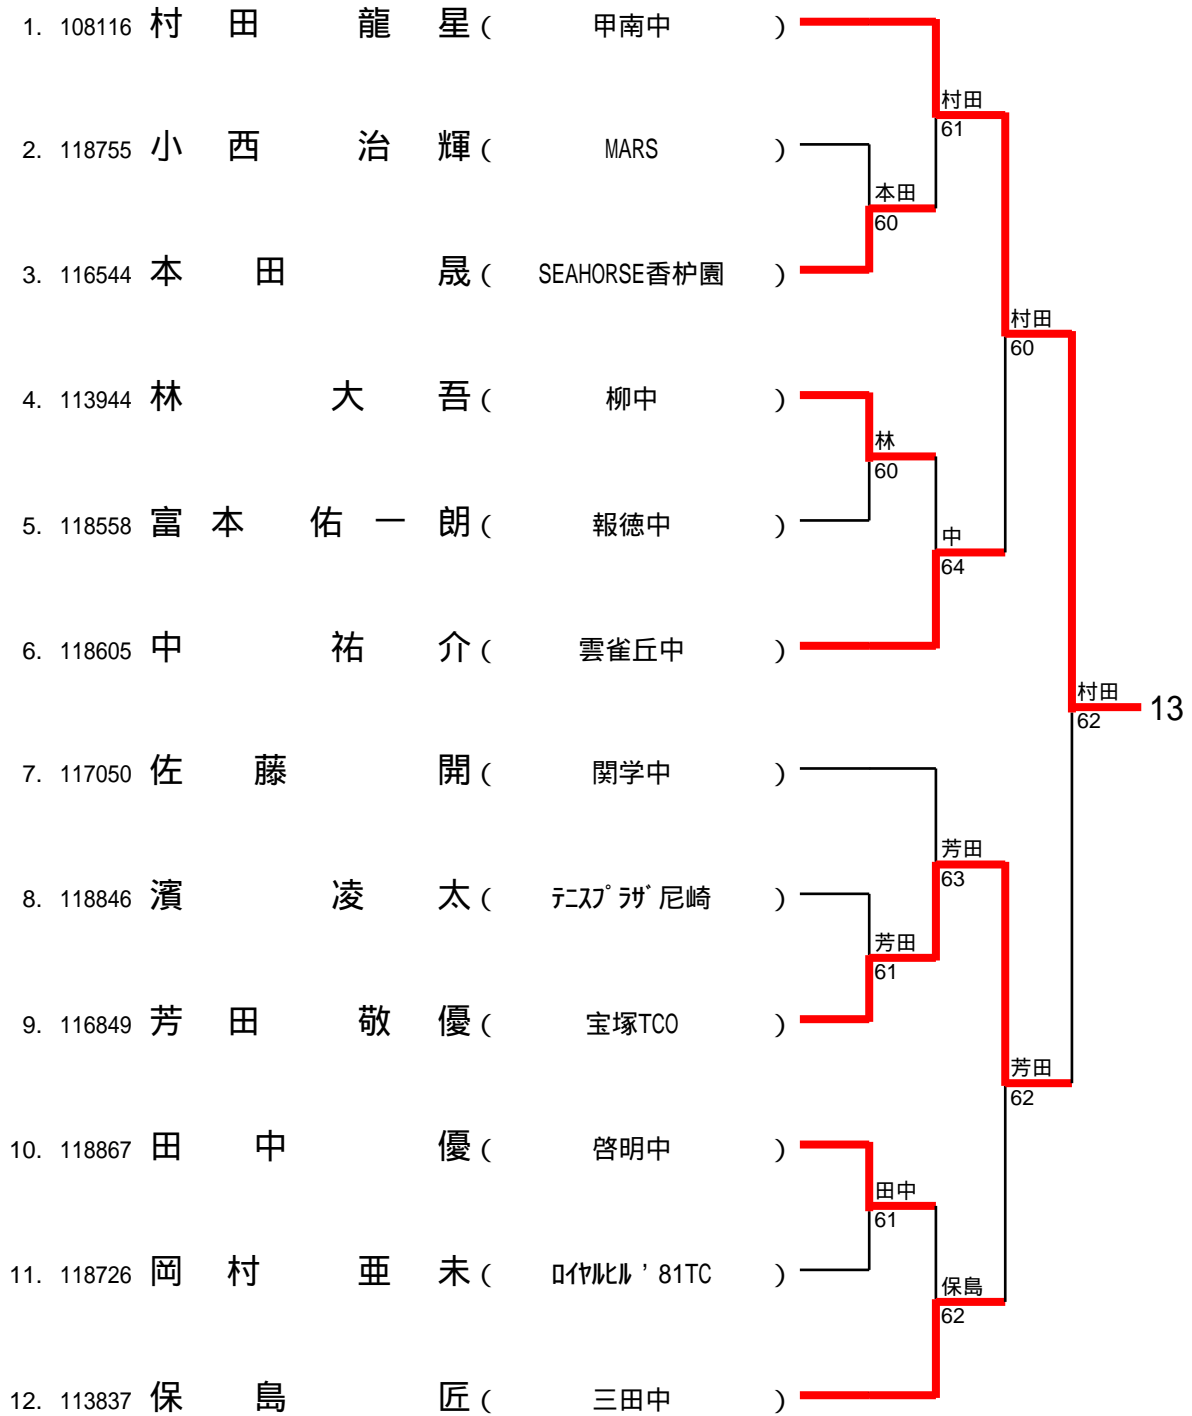 1. 108116 村田 龍星 ( 甲南中 )
村田
61
2. 118755 小西 治輝 ( MARS )
本田
60
3. 116544 本田 晟 ( SEAHORSE香枦園 )
村田
60
4. 113944 林 大吾 ( 柳中 )
林
60
5. 118558 富本 佑一朗 ( 報徳中 )
中
64
6. 118605 中 祐介 ( 雲雀丘中 )
村田
62
13
7. 117050 佐藤 開 ( 関学中 )
芳田
63
8. 118846 濱 凌太 ( ﾃﾆｽﾌﾟﾗｻﾞ尼崎 )
芳田
61
9. 116849 芳田 敬優 ( 宝塚TCO )
芳田
62
10. 118867 田中 優 ( 啓明中 )
田中
61
11. 118726 岡村 亜未 ( ﾛｲﾔﾙﾋﾙ ’81TC )
保島
62
12. 113837 保島 匠 ( 三田中 )